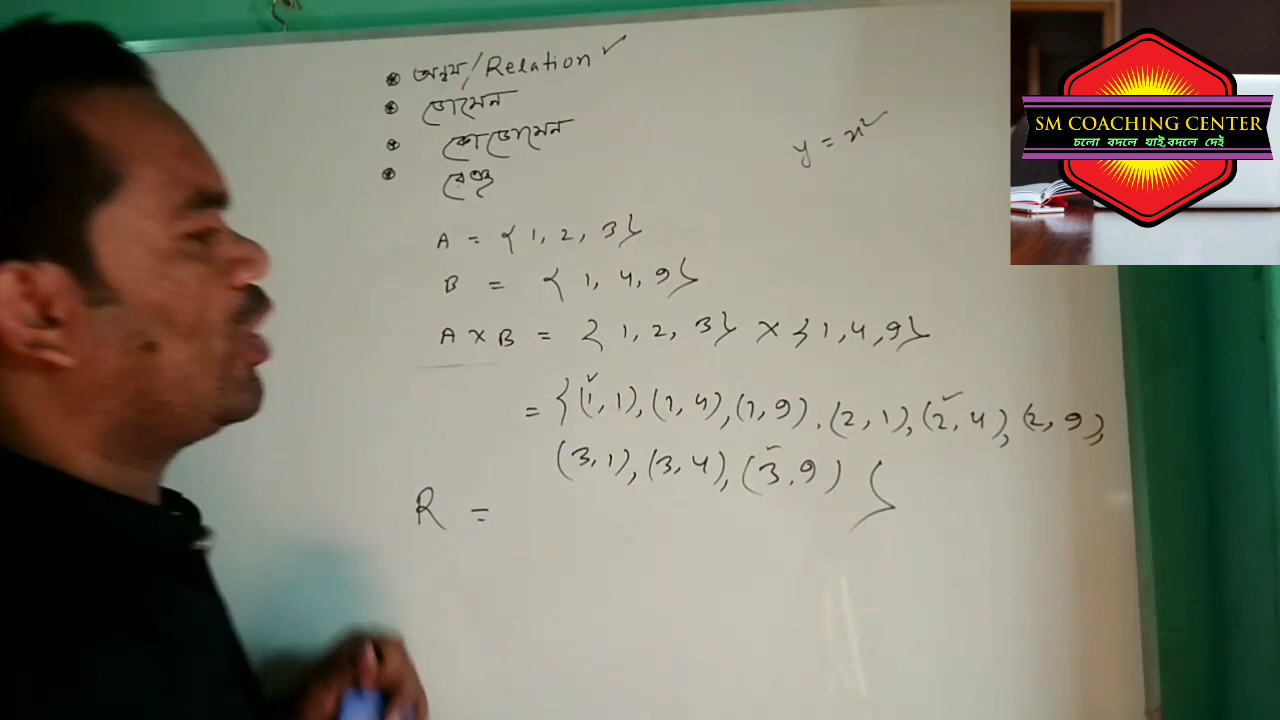 অন্বয়/Relation ✓
ডোমেন
কোডোমেন
রেঞ্জ
y = x²
A = {1, 2, 3}
B = {1, 4, 9}
A × B = {1, 2, 3} × {1, 4, 9}
= {(1, 1), (1, 4), (1, 9), (2, 1), (2, 4), (2, 9),
(3, 1), (3, 4), (3, 9)}
R =
SM COACHING CENTER
চলো বদলে যাই,বদলে দেই